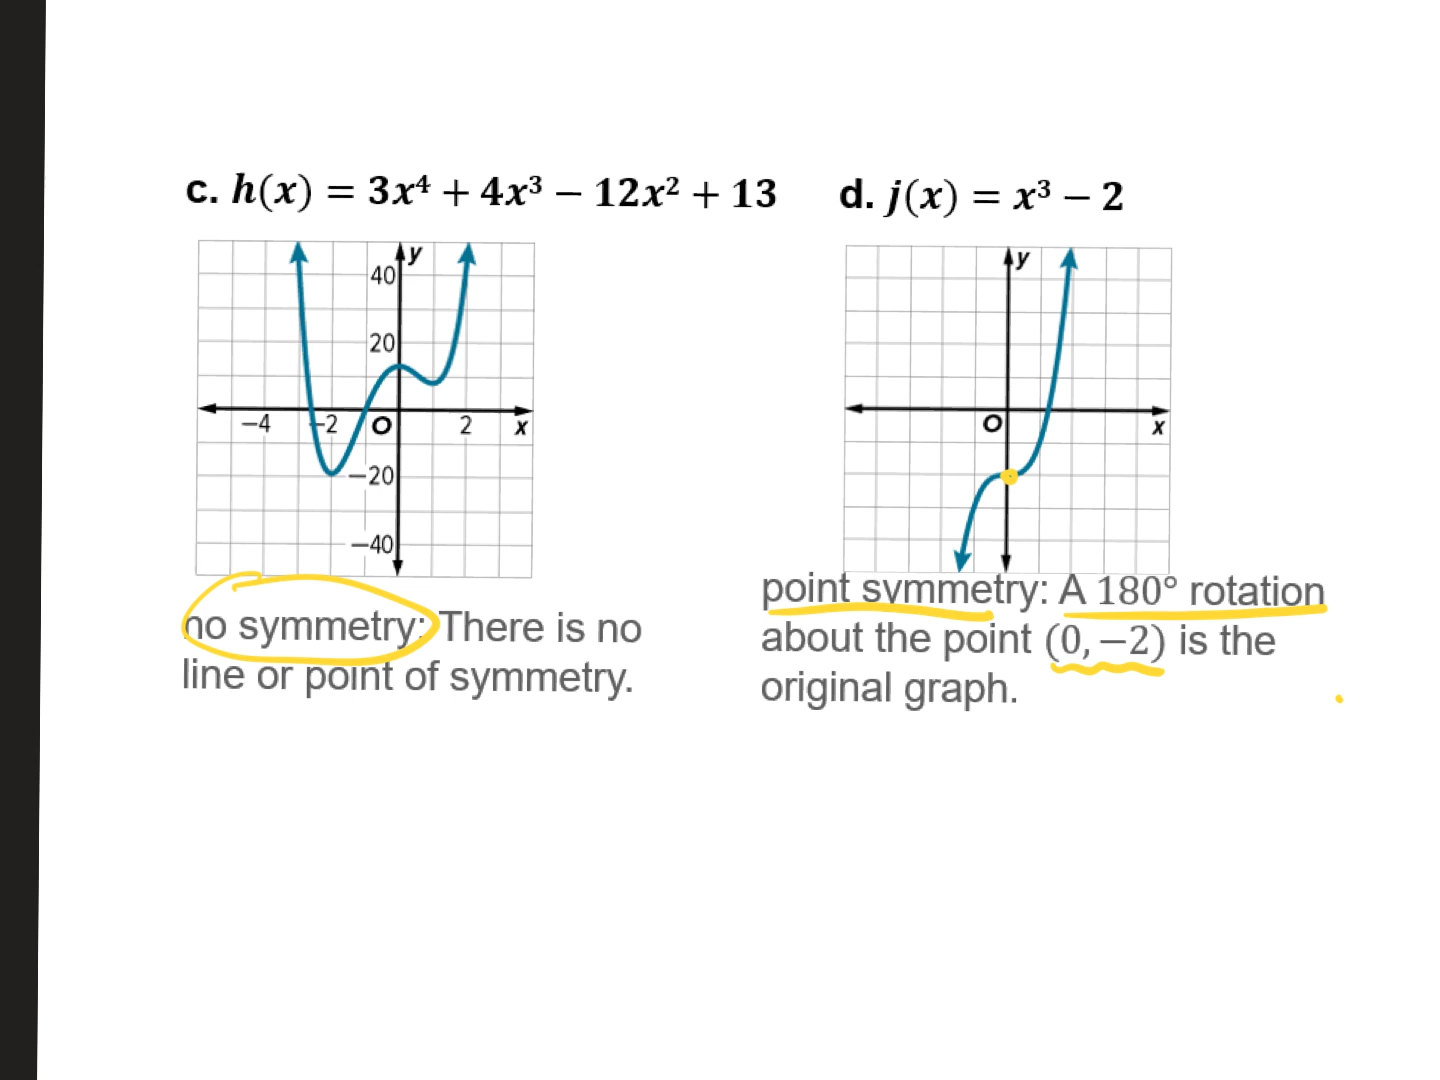 c. h(x) = 3x⁴ + 4x³ − 12x² + 13
d. j(x) = x³ − 2
y
40
20
−4
−2
O
2
x
−20
−40
y
O
x
no symmetry: There is no
line or point of symmetry.
point symmetry: A 180° rotation
about the point (0, −2) is the
original graph.